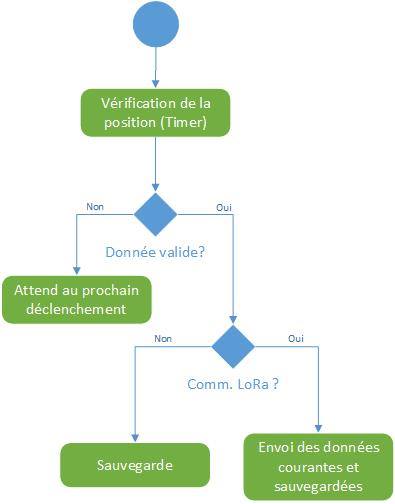 Vérification de la
position (Timer)
Non
Oui
Donnée valide?
Attend au prochain
déclenchement
Non
Oui
Comm. LoRa ?
Sauvegarde
Envoi des données
courantes et
sauvegardées